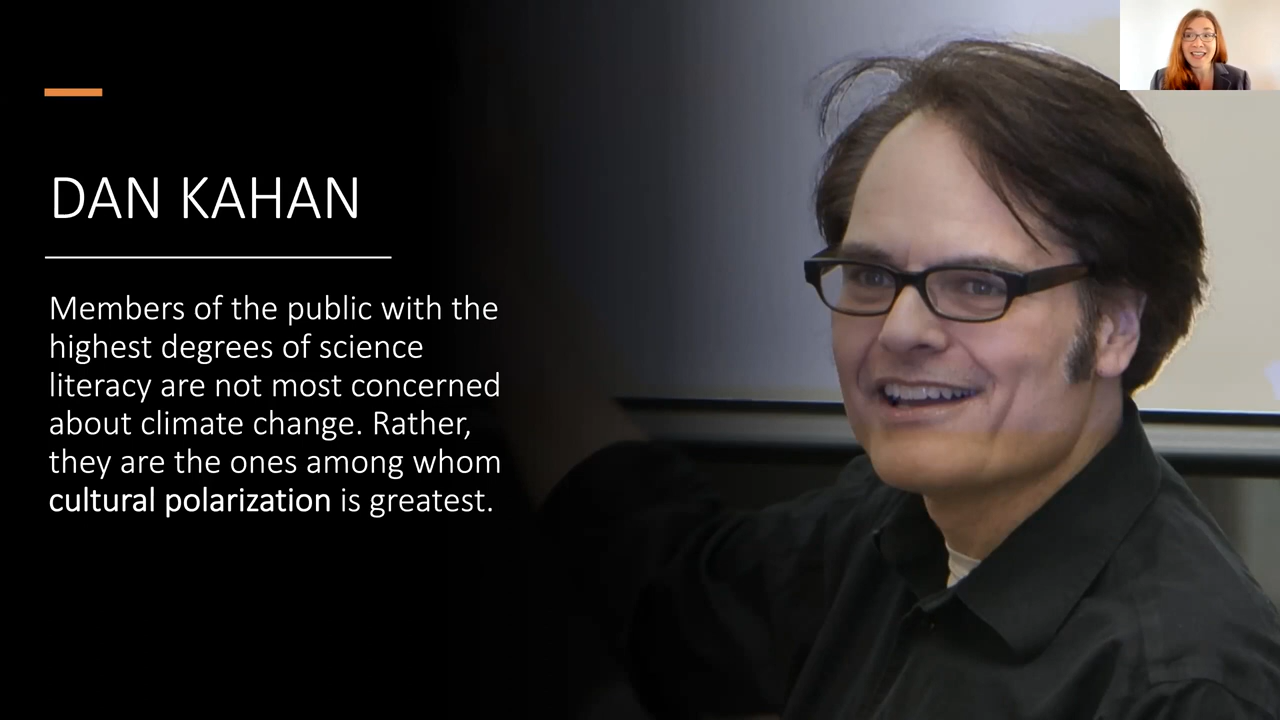 DAN KAHAN
Members of the public with the
highest degrees of science
literacy are not most concerned
about climate change. Rather,
they are the ones among whom
cultural polarization is greatest.